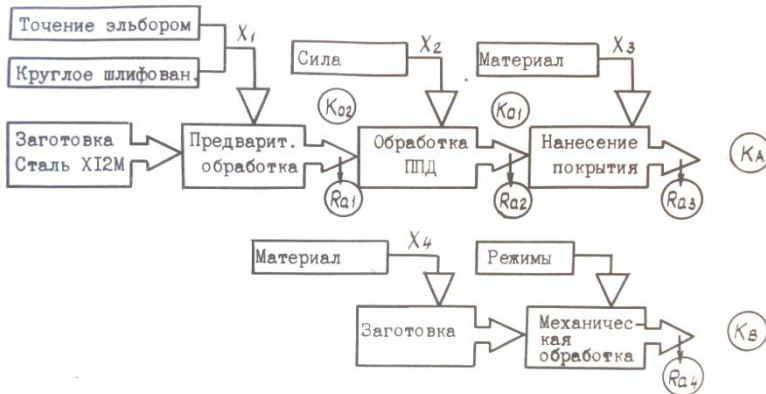 Точение эльбором
X1
Круглое шлифован.
Сила
X2
Материал
X3
Ko2
Ko1
Заготовка
Сталь XI2M
Предварит.
обработка
Обработка
ППД
Нанесение
покрытия
KA
Ra1
Ra2
Ra3
Материал
X4
Режимы
Заготовка
Механичес-
кая
обработка
KB
Ra4